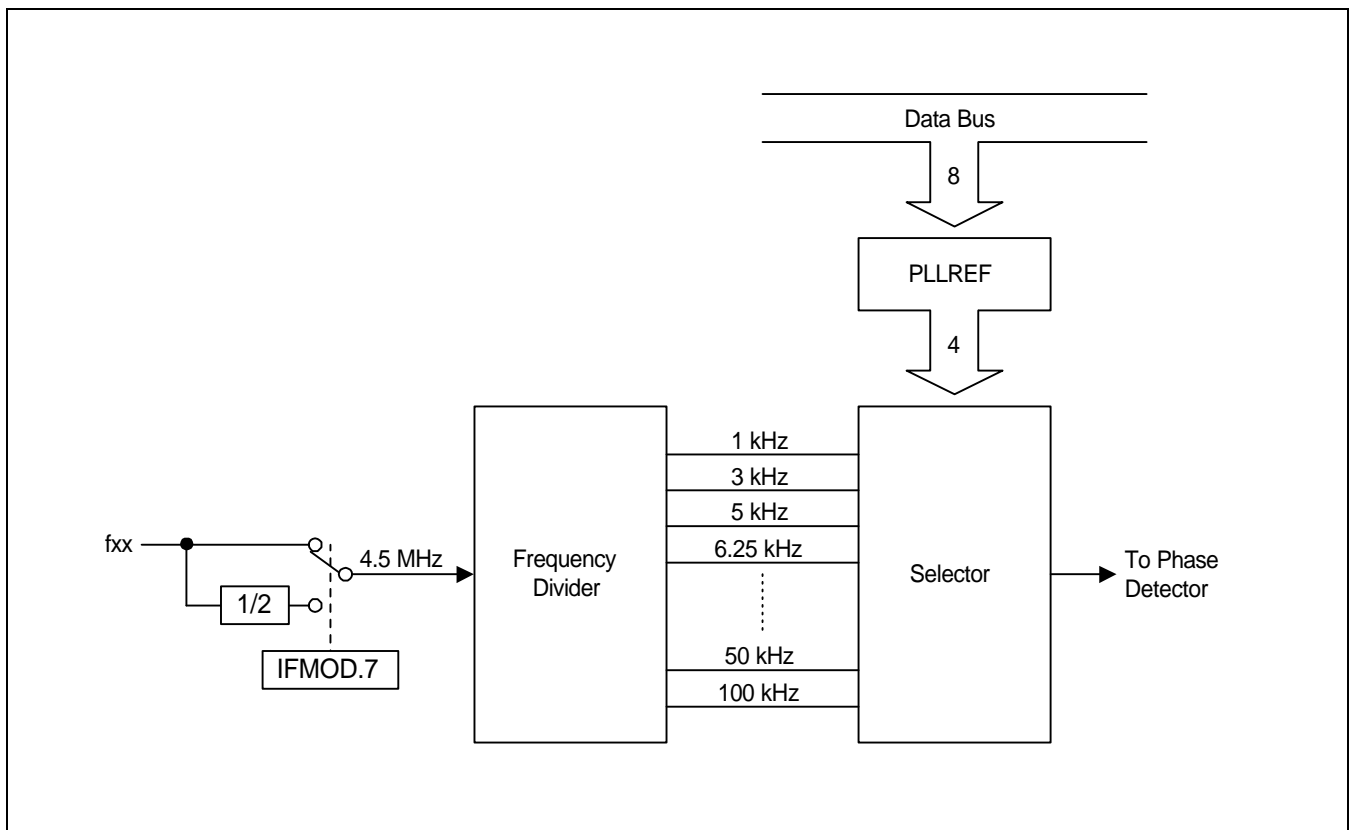 Data Bus
8
PLLREF
4
1 kHz
3 kHz
5 kHz
6.25 kHz
50 kHz
100 kHz
fxx
4.5 MHz
1/2
IFMOD.7
Frequency
Divider
Selector
To Phase
Detector